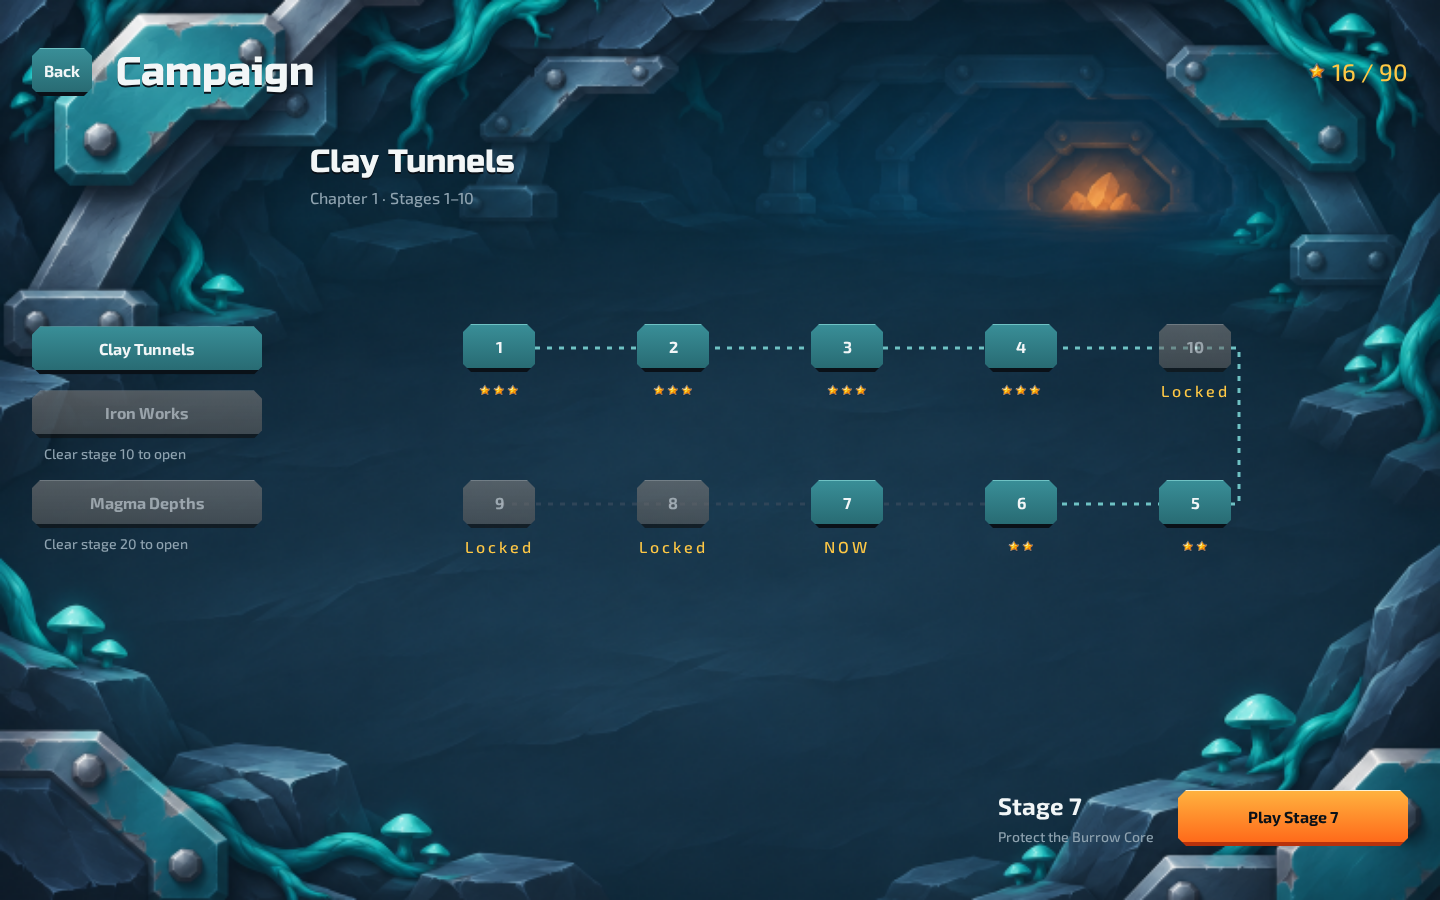 Back
Campaign
16 / 90
Clay Tunnels
Chapter 1 · Stages 1–10
Clay Tunnels
Iron Works
Clear stage 10 to open
Magma Depths
Clear stage 20 to open
1
2
3
4
10
Locked
9
8
7
6
5
Locked
Locked
NOW
Stage 7
Protect the Burrow Core
Play Stage 7